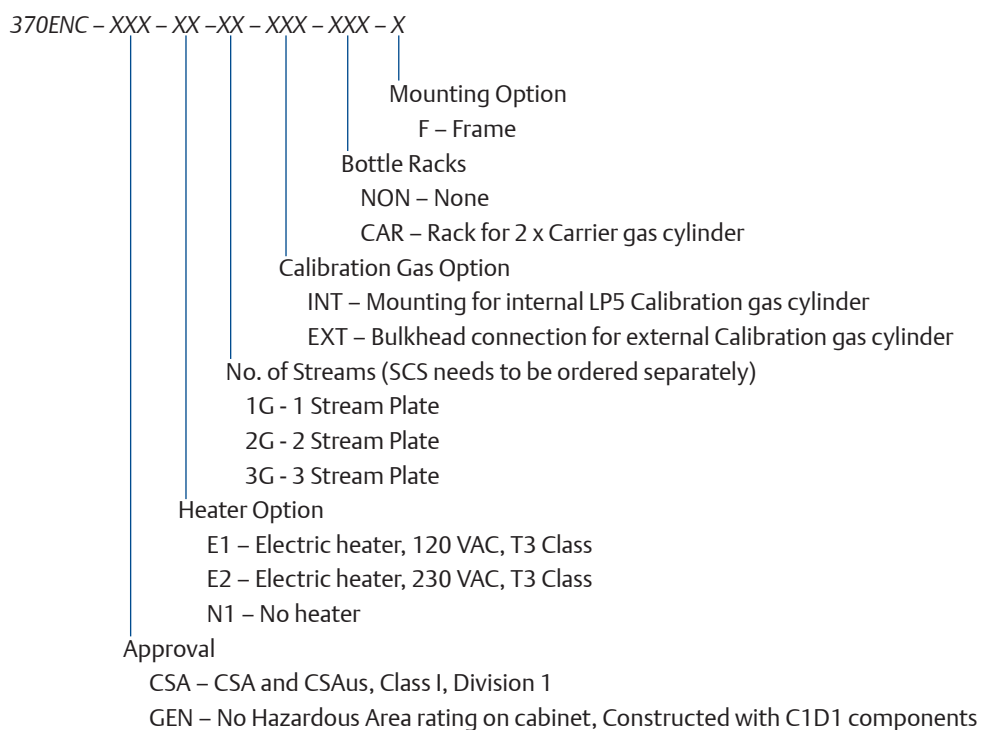 370ENC – XXX – XX –XX – XXX – XXX – X
Mounting Option
F – Frame
Bottle Racks
NON – None
CAR – Rack for 2 x Carrier gas cylinder
Calibration Gas Option
INT – Mounting for internal LP5 Calibration gas cylinder
EXT – Bulkhead connection for external Calibration gas cylinder
No. of Streams (SCS needs to be ordered separately)
1G - 1 Stream Plate
2G - 2 Stream Plate
3G - 3 Stream Plate
Heater Option
E1 – Electric heater, 120 VAC, T3 Class
E2 – Electric heater, 230 VAC, T3 Class
N1 – No heater
Approval
CSA – CSA and CSAus, Class I, Division 1
GEN – No Hazardous Area rating on cabinet, Constructed with C1D1 components